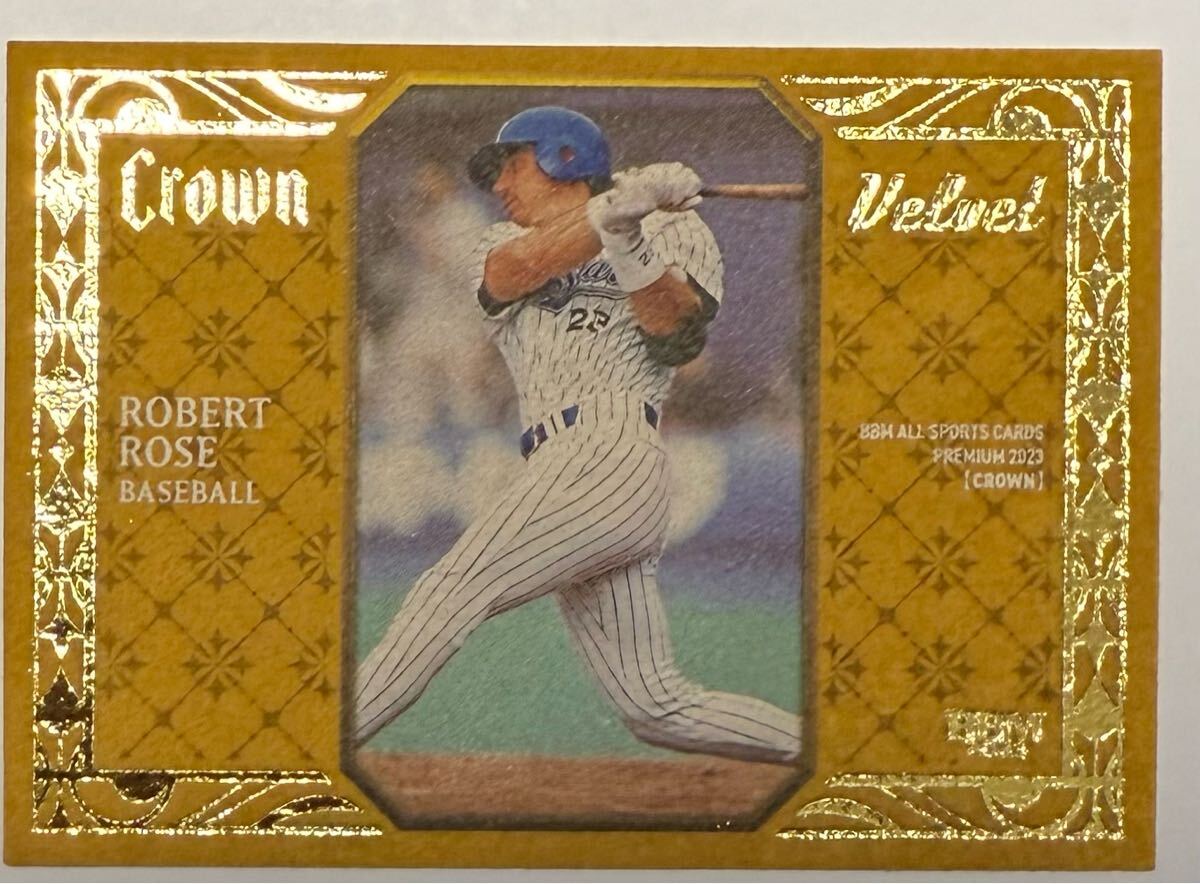 Crown
Velvet
ROBERT
ROSE
BASEBALL
BBM ALL SPORTS CARDS
PREMIUM 2023
[CROWN]
BBM